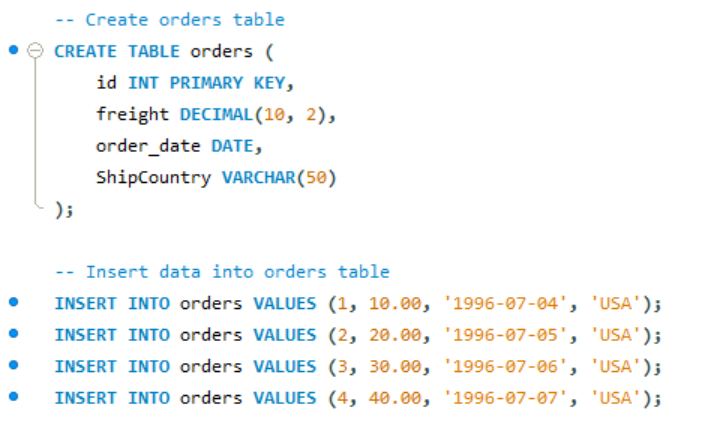 -- Create orders table
CREATE TABLE orders (
id INT PRIMARY KEY,
freight DECIMAL(10, 2),
order_date DATE,
ShipCountry VARCHAR(50)
);
-- Insert data into orders table
INSERT INTO orders VALUES (1, 10.00, '1996-07-04', 'USA');
INSERT INTO orders VALUES (2, 20.00, '1996-07-05', 'USA');
INSERT INTO orders VALUES (3, 30.00, '1996-07-06', 'USA');
INSERT INTO orders VALUES (4, 40.00, '1996-07-07', 'USA');